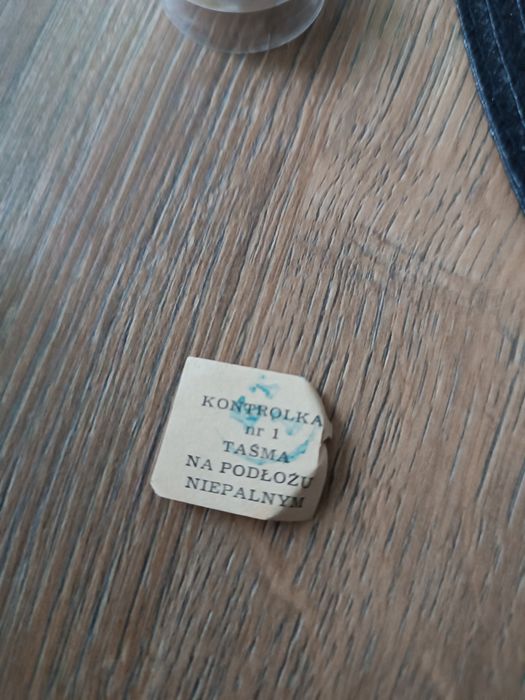 KONTROLKA
nr 1
TAŚMA
NA PODŁOŻU
NIEPALNYM